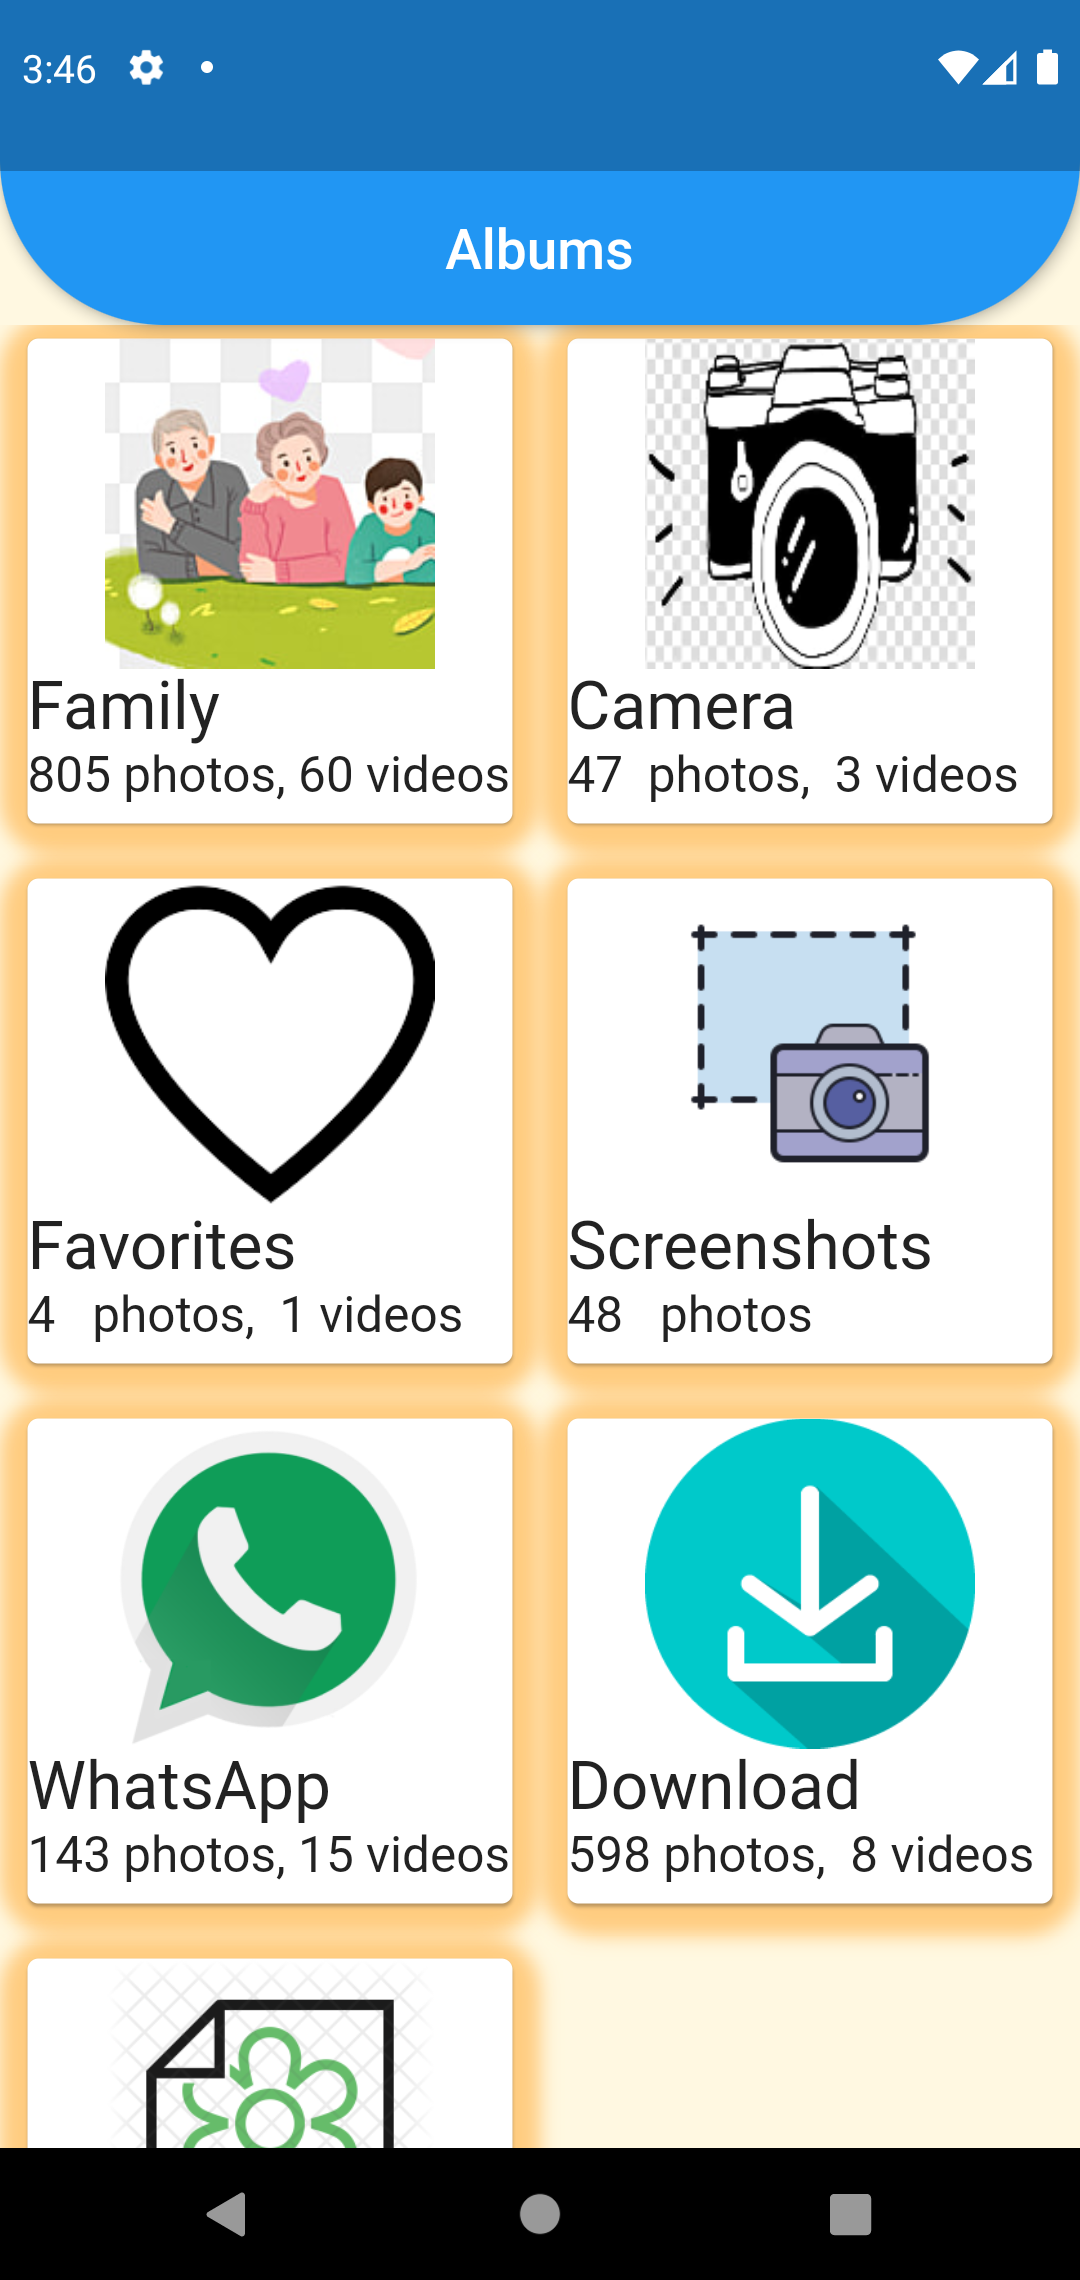 3:46
Albums
Family
805 photos, 60 videos
Camera
47  photos,  3 videos
Favorites
4   photos,  1 videos
Screenshots
48   photos
WhatsApp
143 photos, 15 videos
Download
598 photos,  8 videos